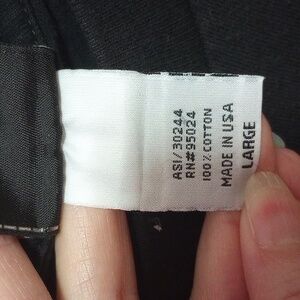 ASI/30244
RN#95024
100% COTTON
MADE IN USA
LARGE